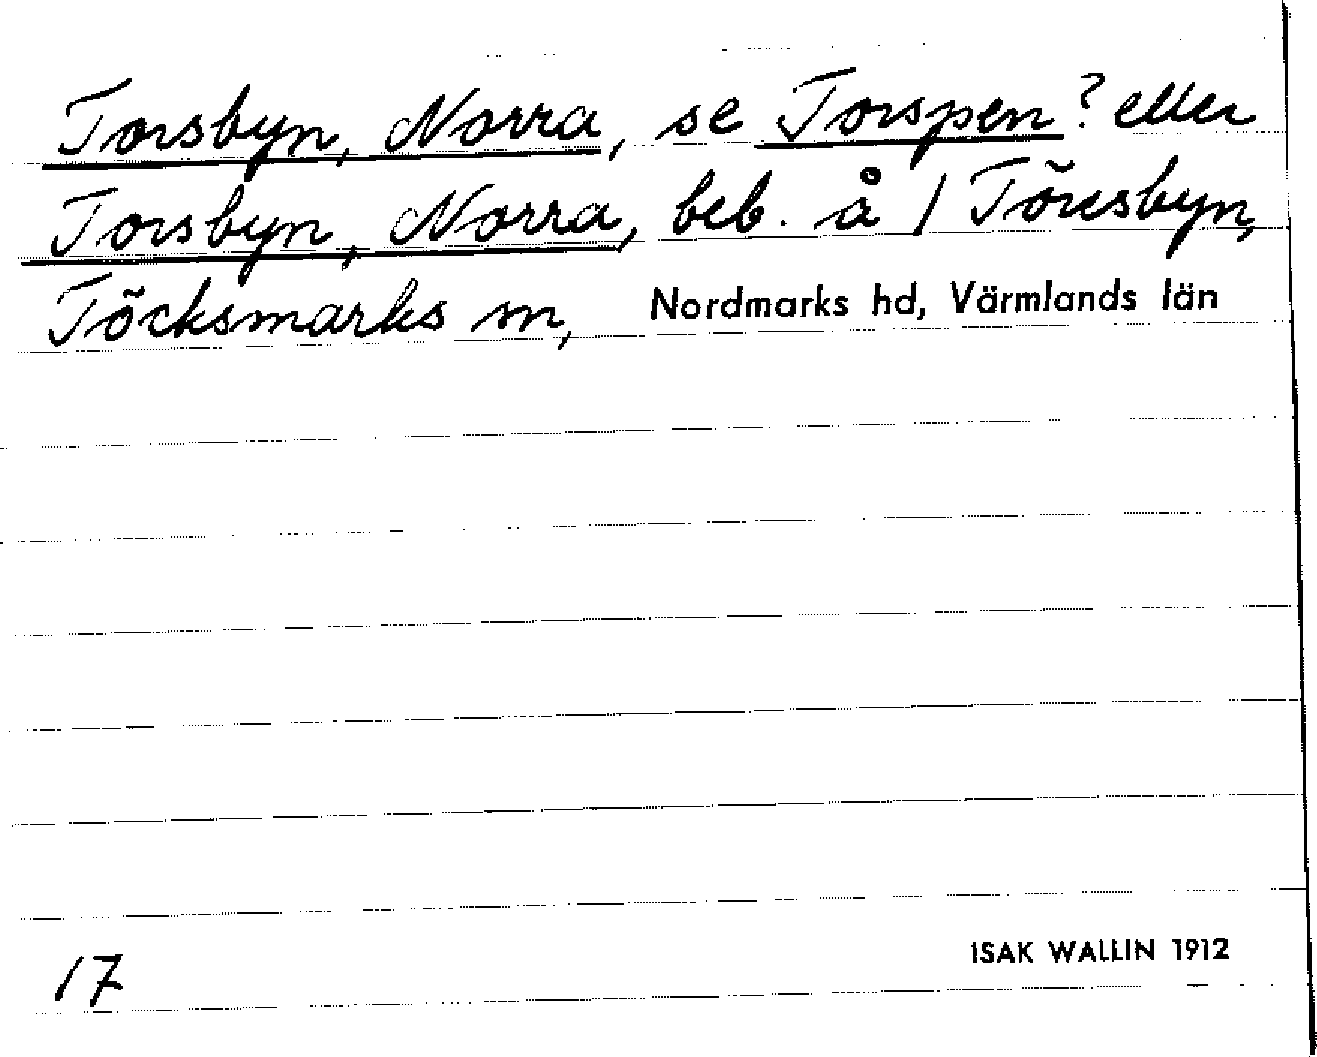 Torsbyn, Norra, se Torspen? eller
Torsbyn, Norra, beb. å 1 Töresbyn,
Töcksmarks sn, Nordmarks hd, Värmlands län
17
ISAK WALLIN 1912